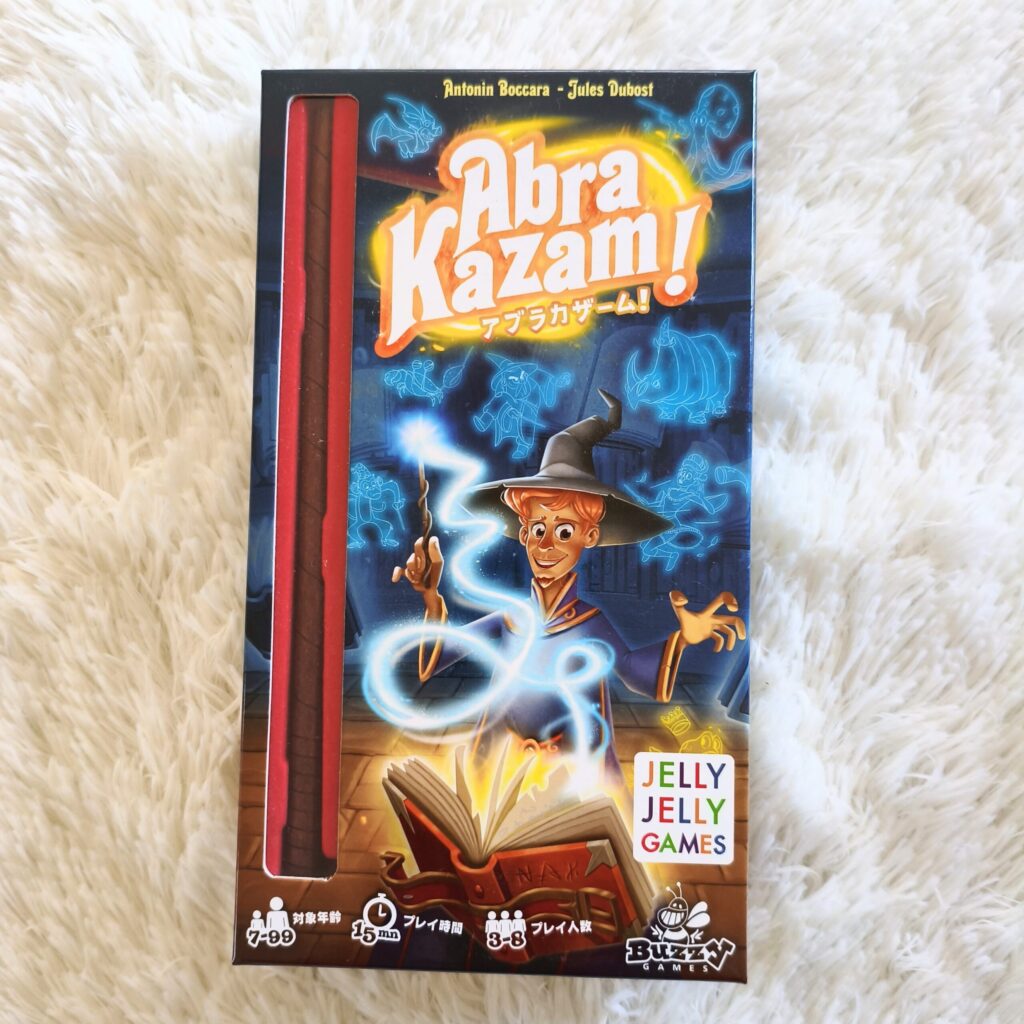 Antonin Boccara - Jules Dubost
Abra
Kazam!
アブラカザーム!
JELLY
JELLY
GAMES
7-99 対象年齢
15mn プレイ時間
3-8 プレイ人数
BUZZY
GAMES